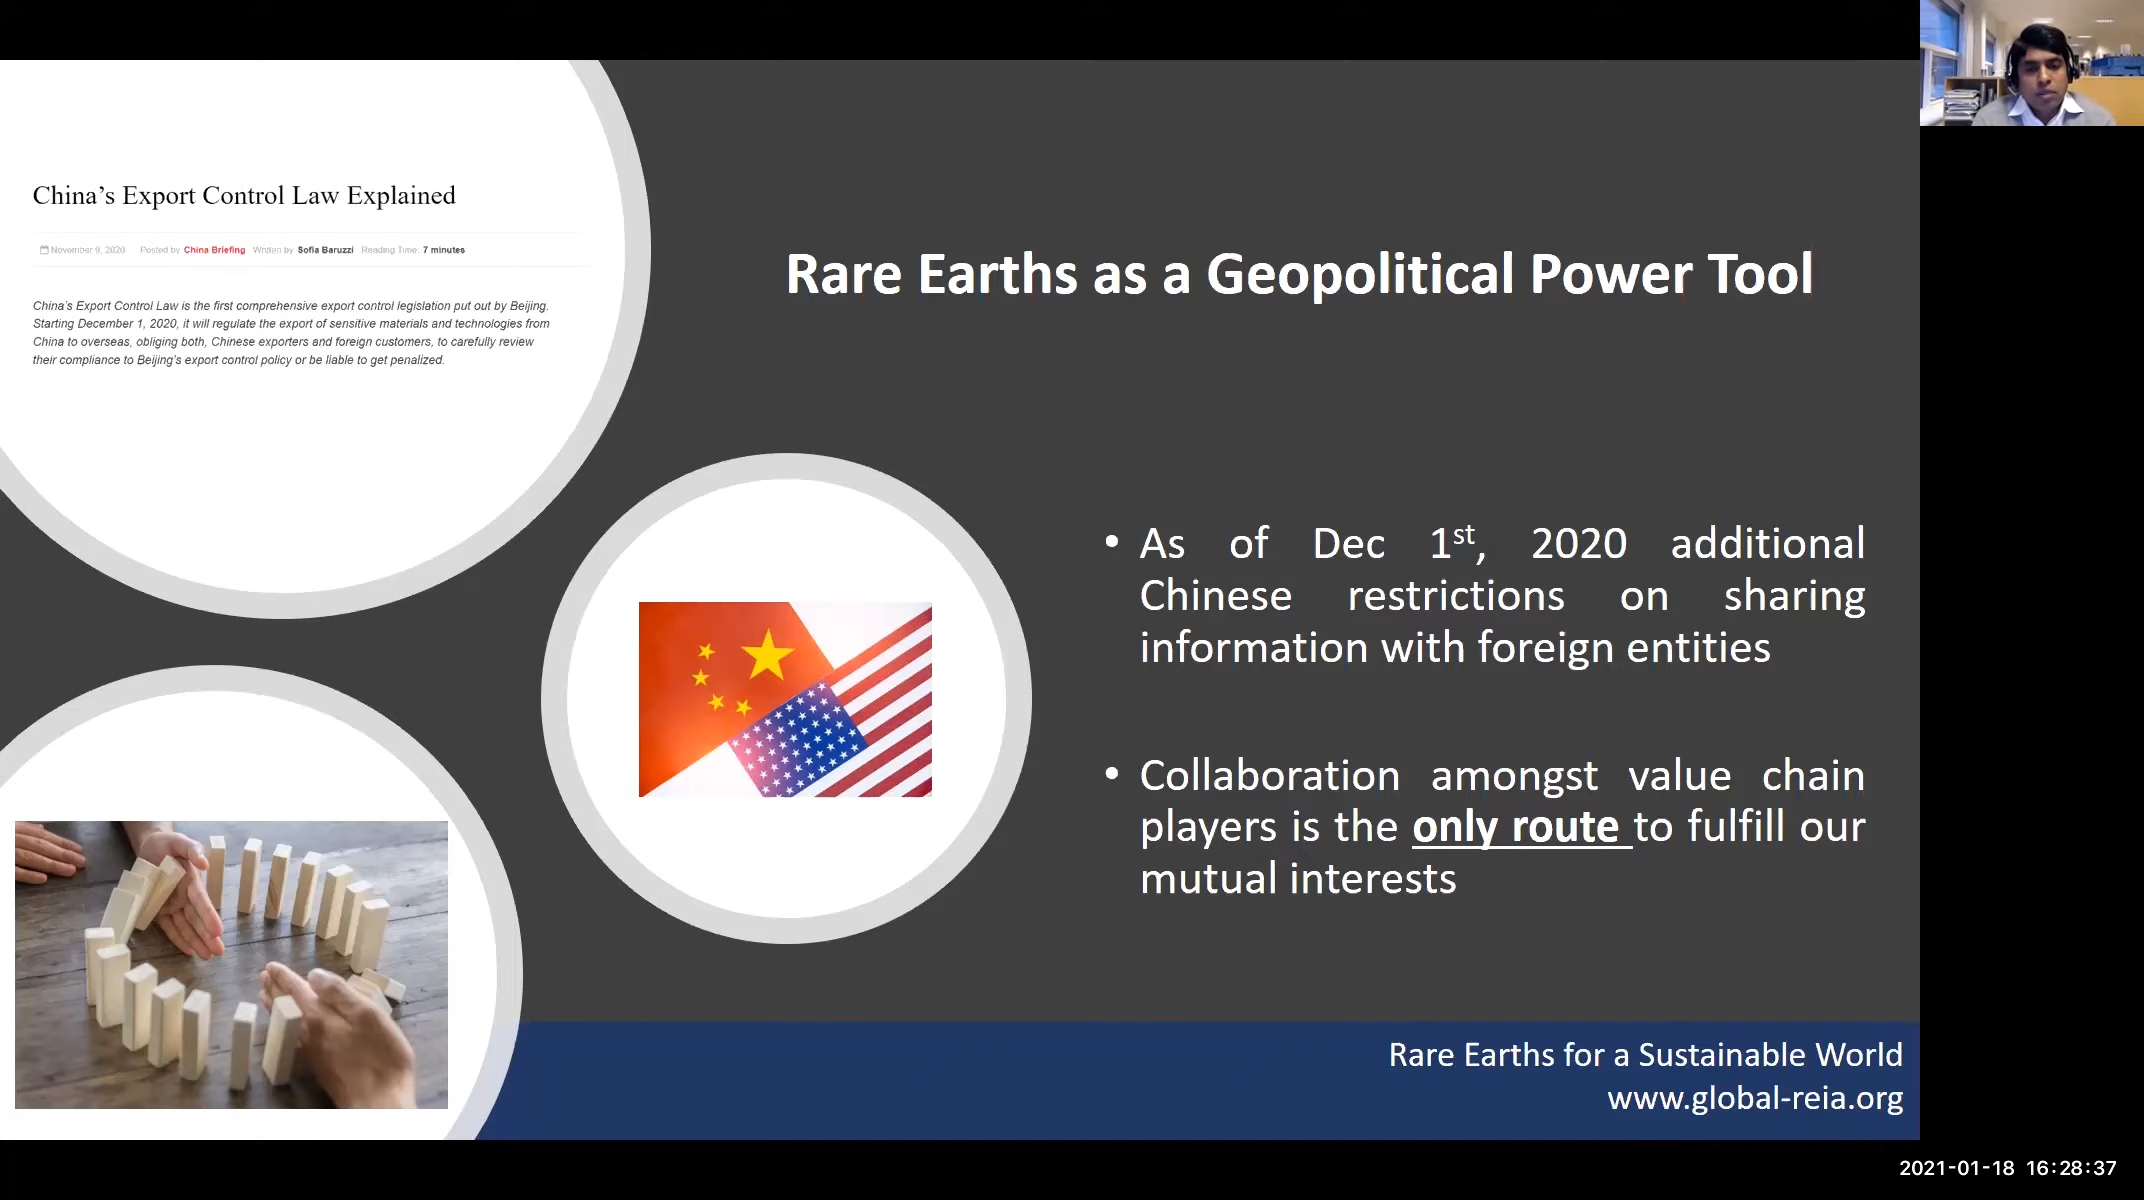 China's Export Control Law Explained
November 9, 2020 Posted by China Briefing Written by Sofia Baruzzi Reading Time: 7 minutes
China's Export Control Law is the first comprehensive export control legislation put out by Beijing.
Starting December 1, 2020, it will regulate the export of sensitive materials and technologies from
China to overseas, obliging both, Chinese exporters and foreign customers, to carefully review
their compliance to Beijing's export control policy or be liable to get penalized.
Rare Earths as a Geopolitical Power Tool
• As of Dec 1st, 2020 additional
Chinese restrictions on sharing
information with foreign entities
• Collaboration amongst value chain
players is the only route to fulfill our
mutual interests
Rare Earths for a Sustainable World
www.global-reia.org
2021-01-18 16:28:37